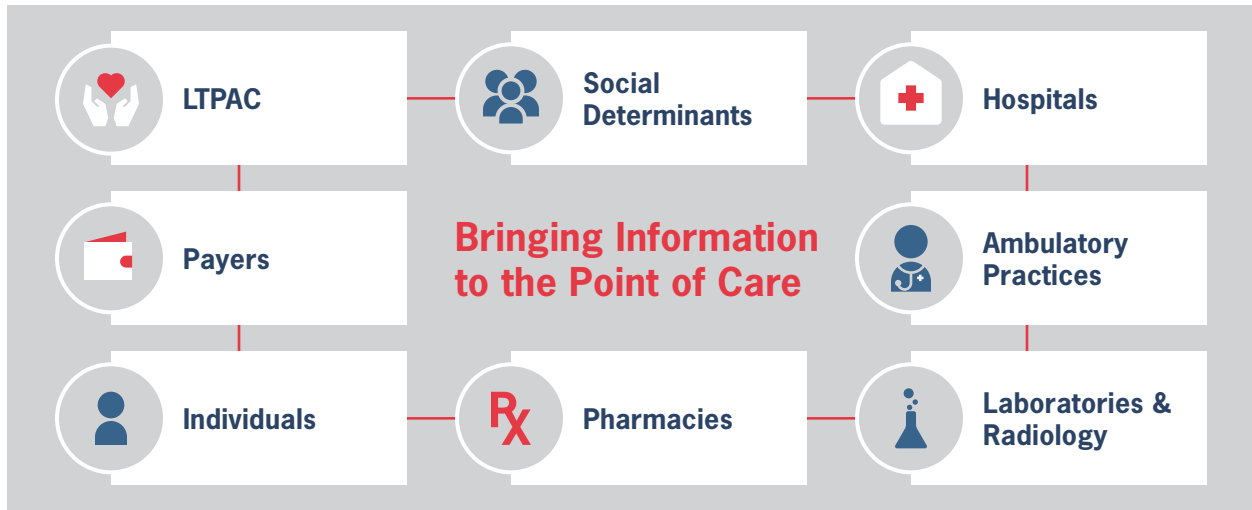 LTPAC
Social
Determinants
Hospitals
Payers
Bringing Information
to the Point of Care
Ambulatory
Practices
Individuals
Rx
Pharmacies
Laboratories &
Radiology